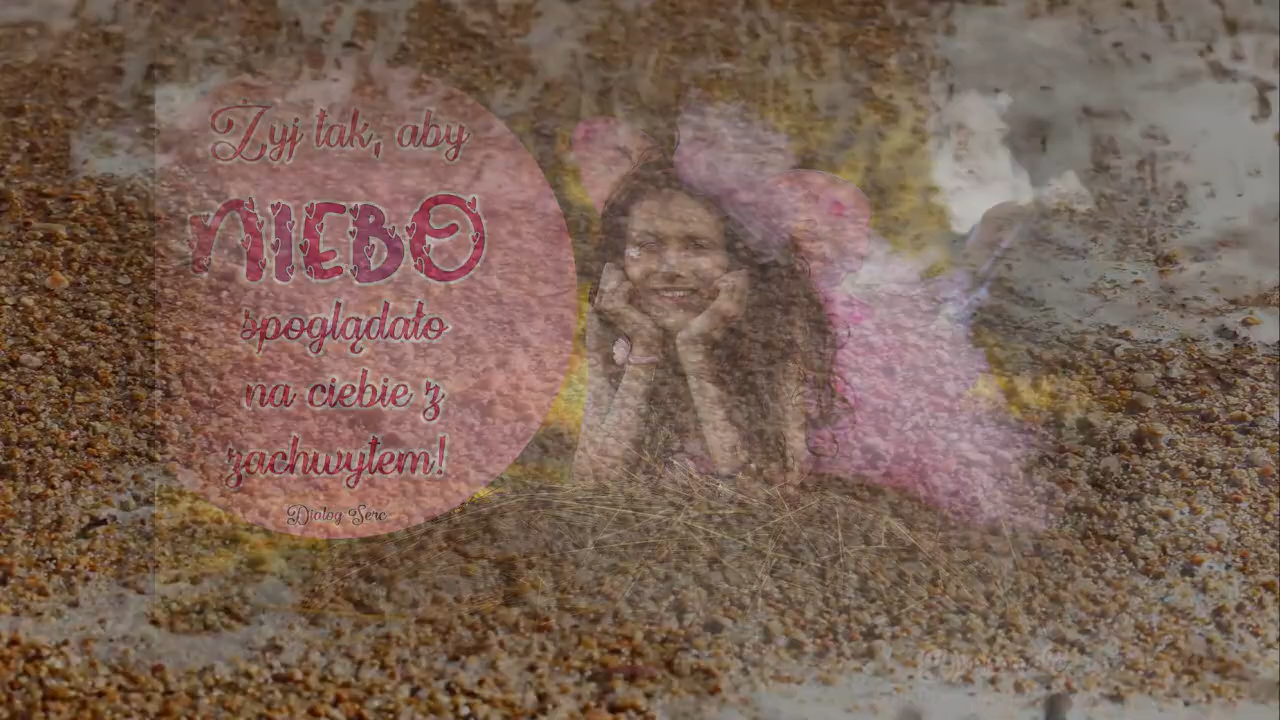 Żyj tak, aby
NIEBO
spoglądało
na ciebie z
zachwytem!
Dialog Serc